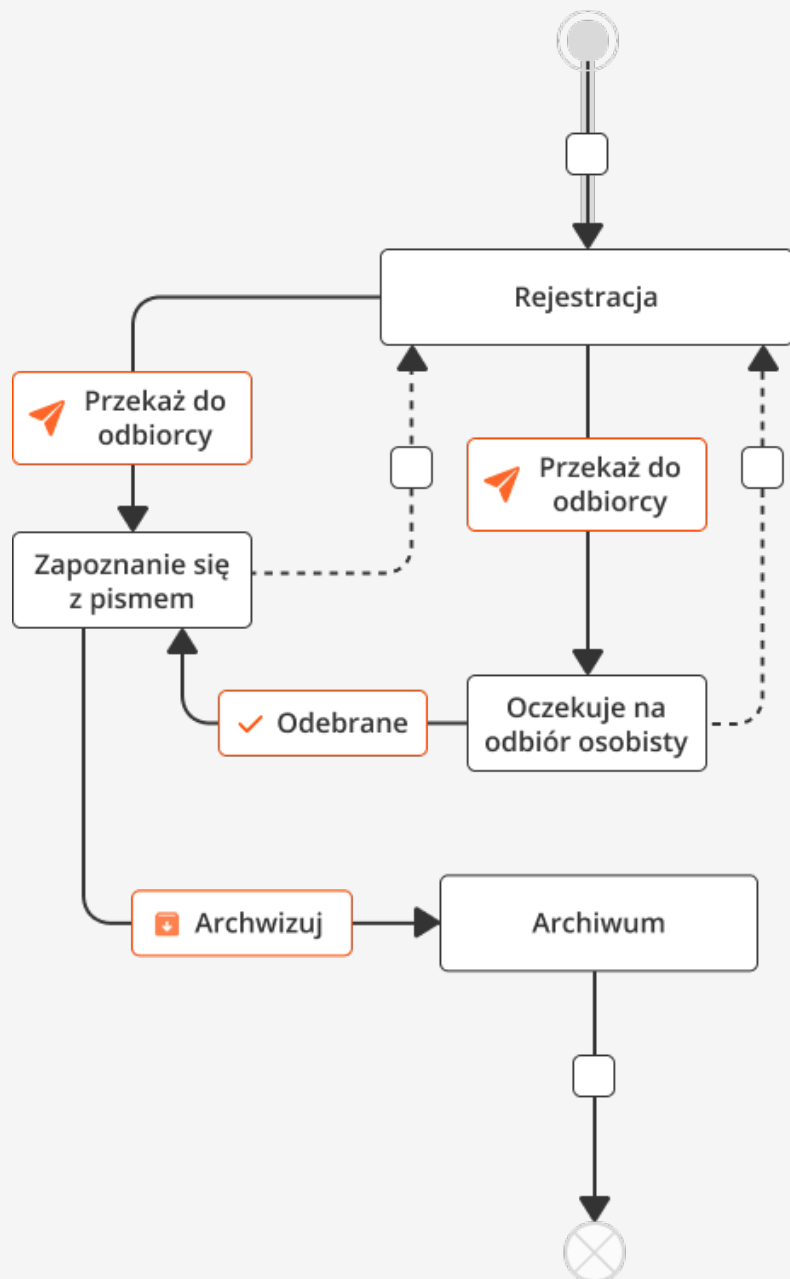 Rejestracja
Przekaż do
odbiorcy
Przekaż do
odbiorcy
Zapoznanie się
z pismem
Oczekuje na
odbiór osobisty
Odebrane
Archwizuj
Archiwum